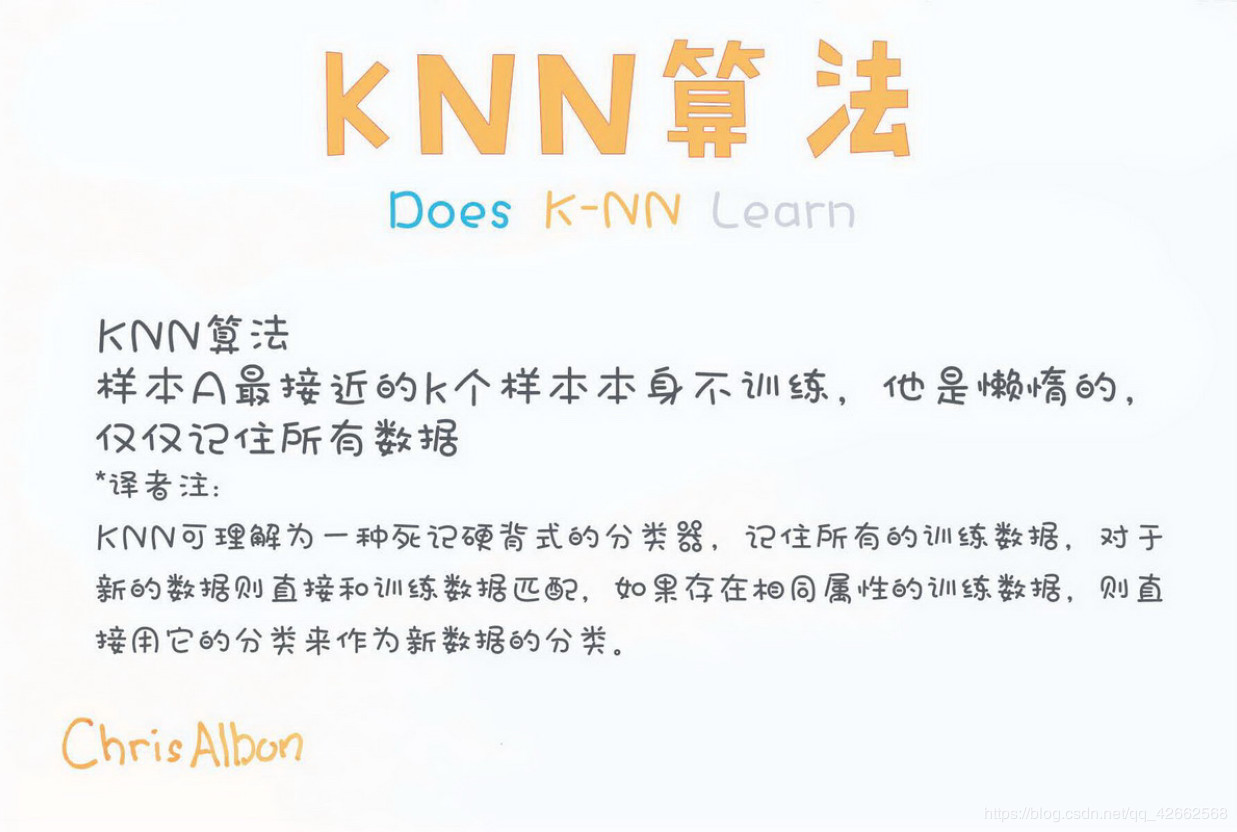 KNN算法
Does K-NN Learn
KNN算法
样本A最接近的K个样本本身不训练，他是懒惰的，
仅仅记住所有数据
*译者注：
KNN可理解为一种死记硬背式的分类器，记住所有的训练数据，对于
新的数据则直接和训练数据匹配，如果存在相同属性的训练数据，则直
接用它的分类来作为新数据的分类。
ChrisAlbon
https://blog.csdn.net/qq_42662568